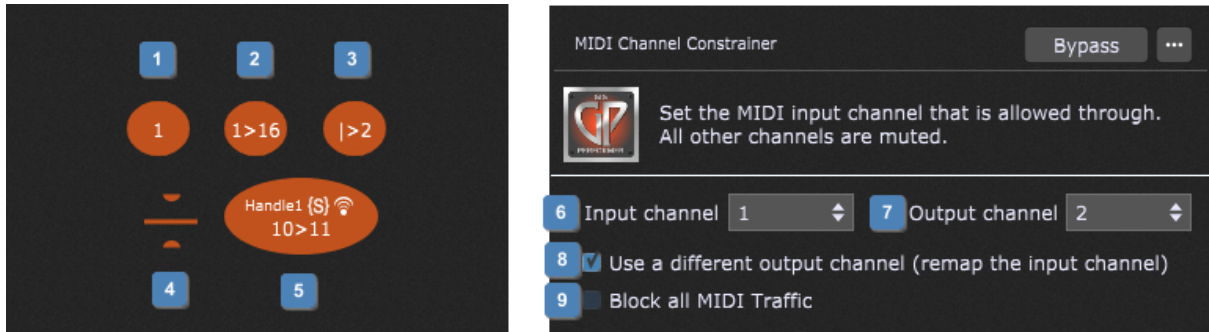 1
2
3
1
1>16
|>2
Handle1 {S}
10>11
4
5
MIDI Channel Constrainer
Bypass
...
GP
PERFORMER
Set the MIDI input channel that is allowed through.
All other channels are muted.
6 Input channel 1
7 Output channel 2
8 Use a different output channel (remap the input channel)
9 Block all MIDI Traffic